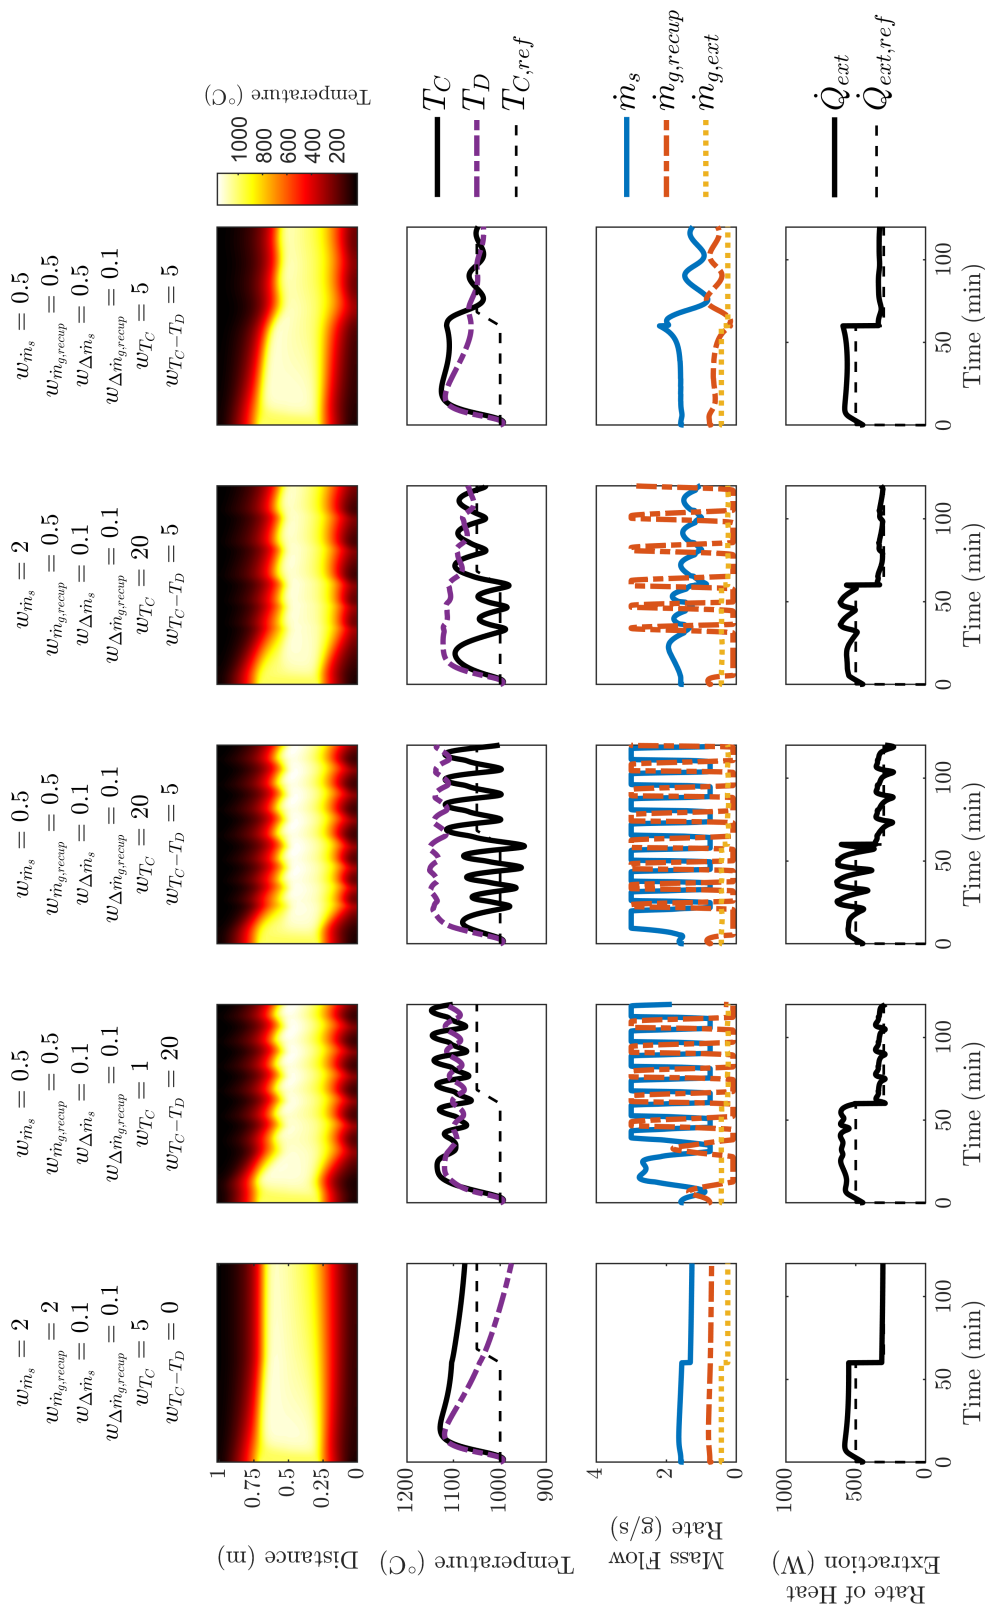 w_{ṁ_s} = 2
w_{ṁ_{g,recup}} = 2
w_{Δṁ_s} = 0.1
w_{Δṁ_{g,recup}} = 0.1
w_{T_C} = 5
w_{T_C−T_D} = 0
w_{ṁ_s} = 0.5
w_{ṁ_{g,recup}} = 0.5
w_{Δṁ_s} = 0.1
w_{Δṁ_{g,recup}} = 0.1
w_{T_C} = 1
w_{T_C−T_D} = 20
w_{ṁ_s} = 0.5
w_{ṁ_{g,recup}} = 0.5
w_{Δṁ_s} = 0.1
w_{Δṁ_{g,recup}} = 0.1
w_{T_C} = 20
w_{T_C−T_D} = 5
w_{ṁ_s} = 2
w_{ṁ_{g,recup}} = 0.5
w_{Δṁ_s} = 0.1
w_{Δṁ_{g,recup}} = 0.1
w_{T_C} = 20
w_{T_C−T_D} = 5
w_{ṁ_s} = 0.5
w_{ṁ_{g,recup}} = 0.5
w_{Δṁ_s} = 0.5
w_{Δṁ_{g,recup}} = 0.1
w_{T_C} = 5
w_{T_C−T_D} = 5
Distance (m)
1
0.75
0.5
0.25
0
1000
800
600
400
200
Temperature (°C)
Temperature (°C)
1200
1100
1000
900
T_C
T_D
T_{C,ref}
Mass Flow
Rate (g/s)
4
2
0
ṁ_s
ṁ_{g,recup}
ṁ_{g,ext}
Rate of Heat
Extraction (W)
1000
500
0
Q̇_{ext}
Q̇_{ext,ref}
0 50 100
0 50 100
0 50 100
0 50 100
0 50 100
Time (min)
Time (min)
Time (min)
Time (min)
Time (min)